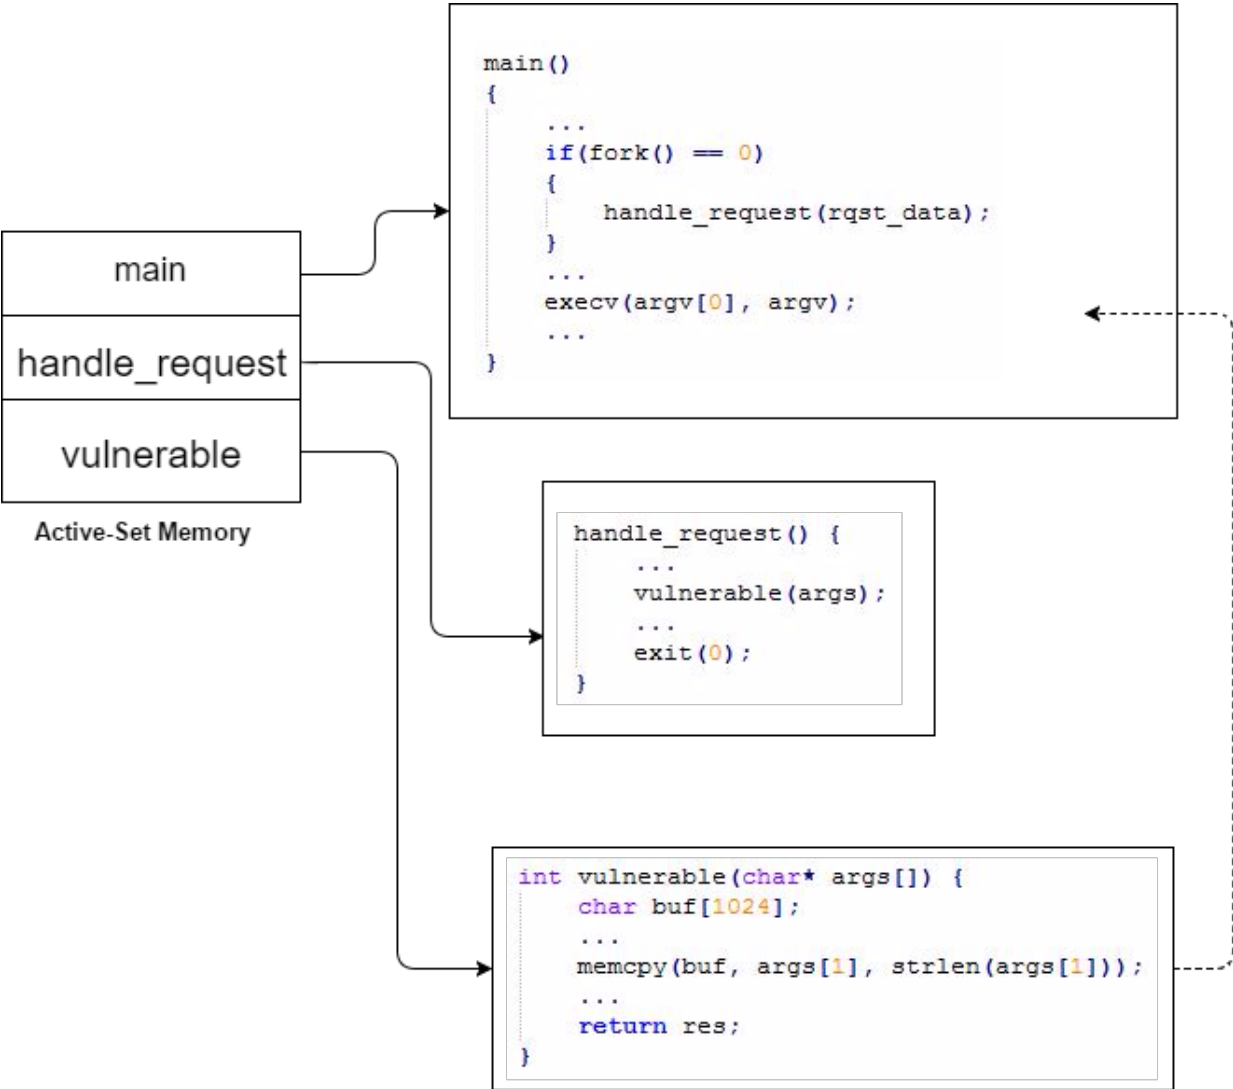 main()
{
...
if(fork() == 0)
{
handle_request(rqst_data);
}
...
execv(argv[0], argv);
...
}
main
handle_request
vulnerable
Active-Set Memory
handle_request() {
...
vulnerable(args);
...
exit(0);
}
int vulnerable(char* args[]) {
char buf[1024];
...
memcpy(buf, args[1], strlen(args[1]));
...
return res;
}